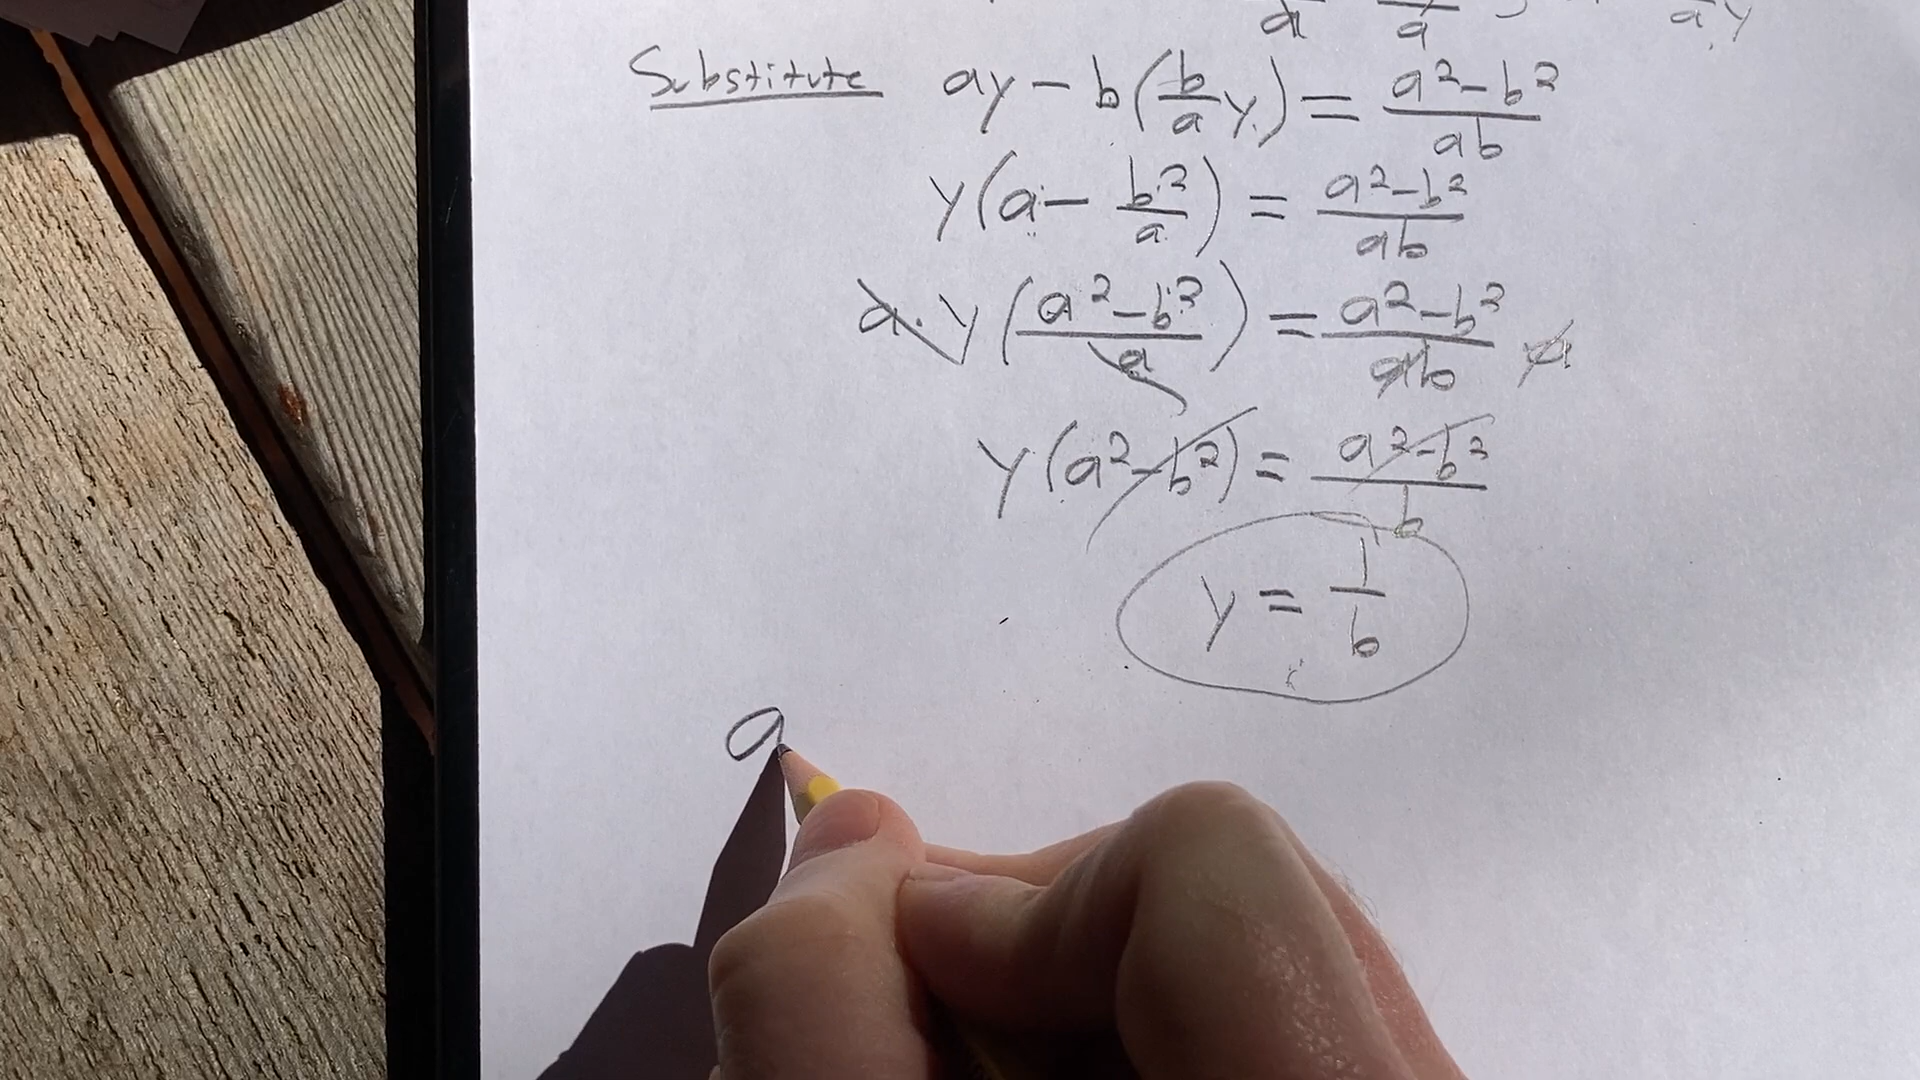 a a a y
Substitute ay - b(b/a y) = (a² - b²)/(ab)
y(a - b²/a) = (a² - b²)/(ab)
a · y((a² - b²)/a) = (a² - b²)/(ab) a
y(a² - b²) = (a² - b²)/b
y = 1/b
a